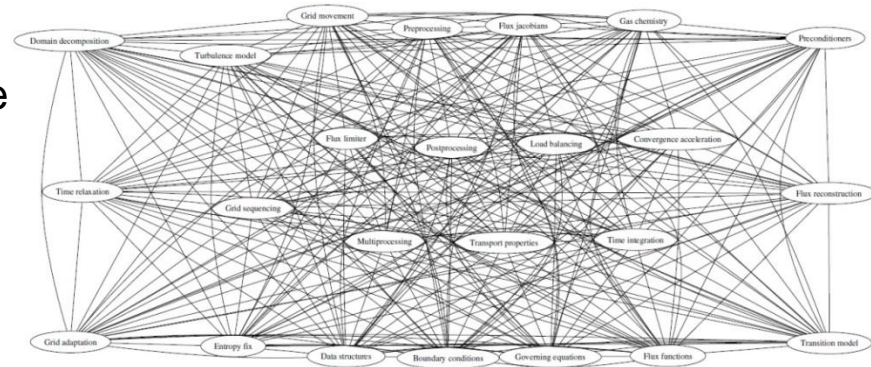 Grid movement
Domain decomposition
Preprocessing
Flux jacobians
Gas chemistry
Preconditioners
Turbulence model
e
Flux limiter
Postprocessing
Load balancing
Convergence acceleration
Time relaxation
Grid sequencing
Flux reconstruction
Multiprocessing
Transport properties
Time integration
Grid adaptation
Entropy fix
Data structures
Boundary conditions
Governing equations
Flux functions
Transition model